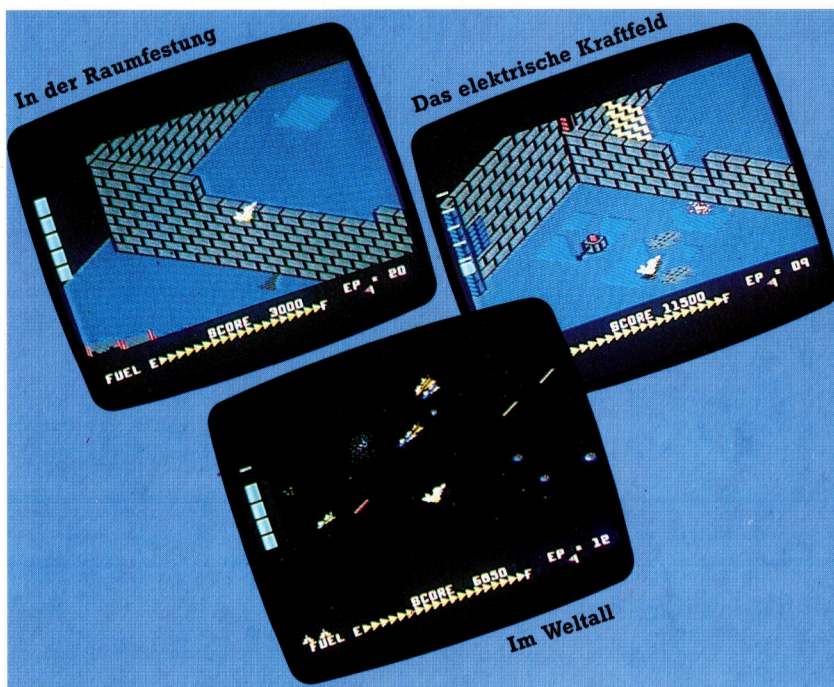 In der Raumfestung
SCORE 3000
EP = 20
FUEL E F
Das elektrische Kraftfeld
SCORE 11500
EP = 09
F
SCORE 6850
EP = 12
FUEL E F
Im Weltall